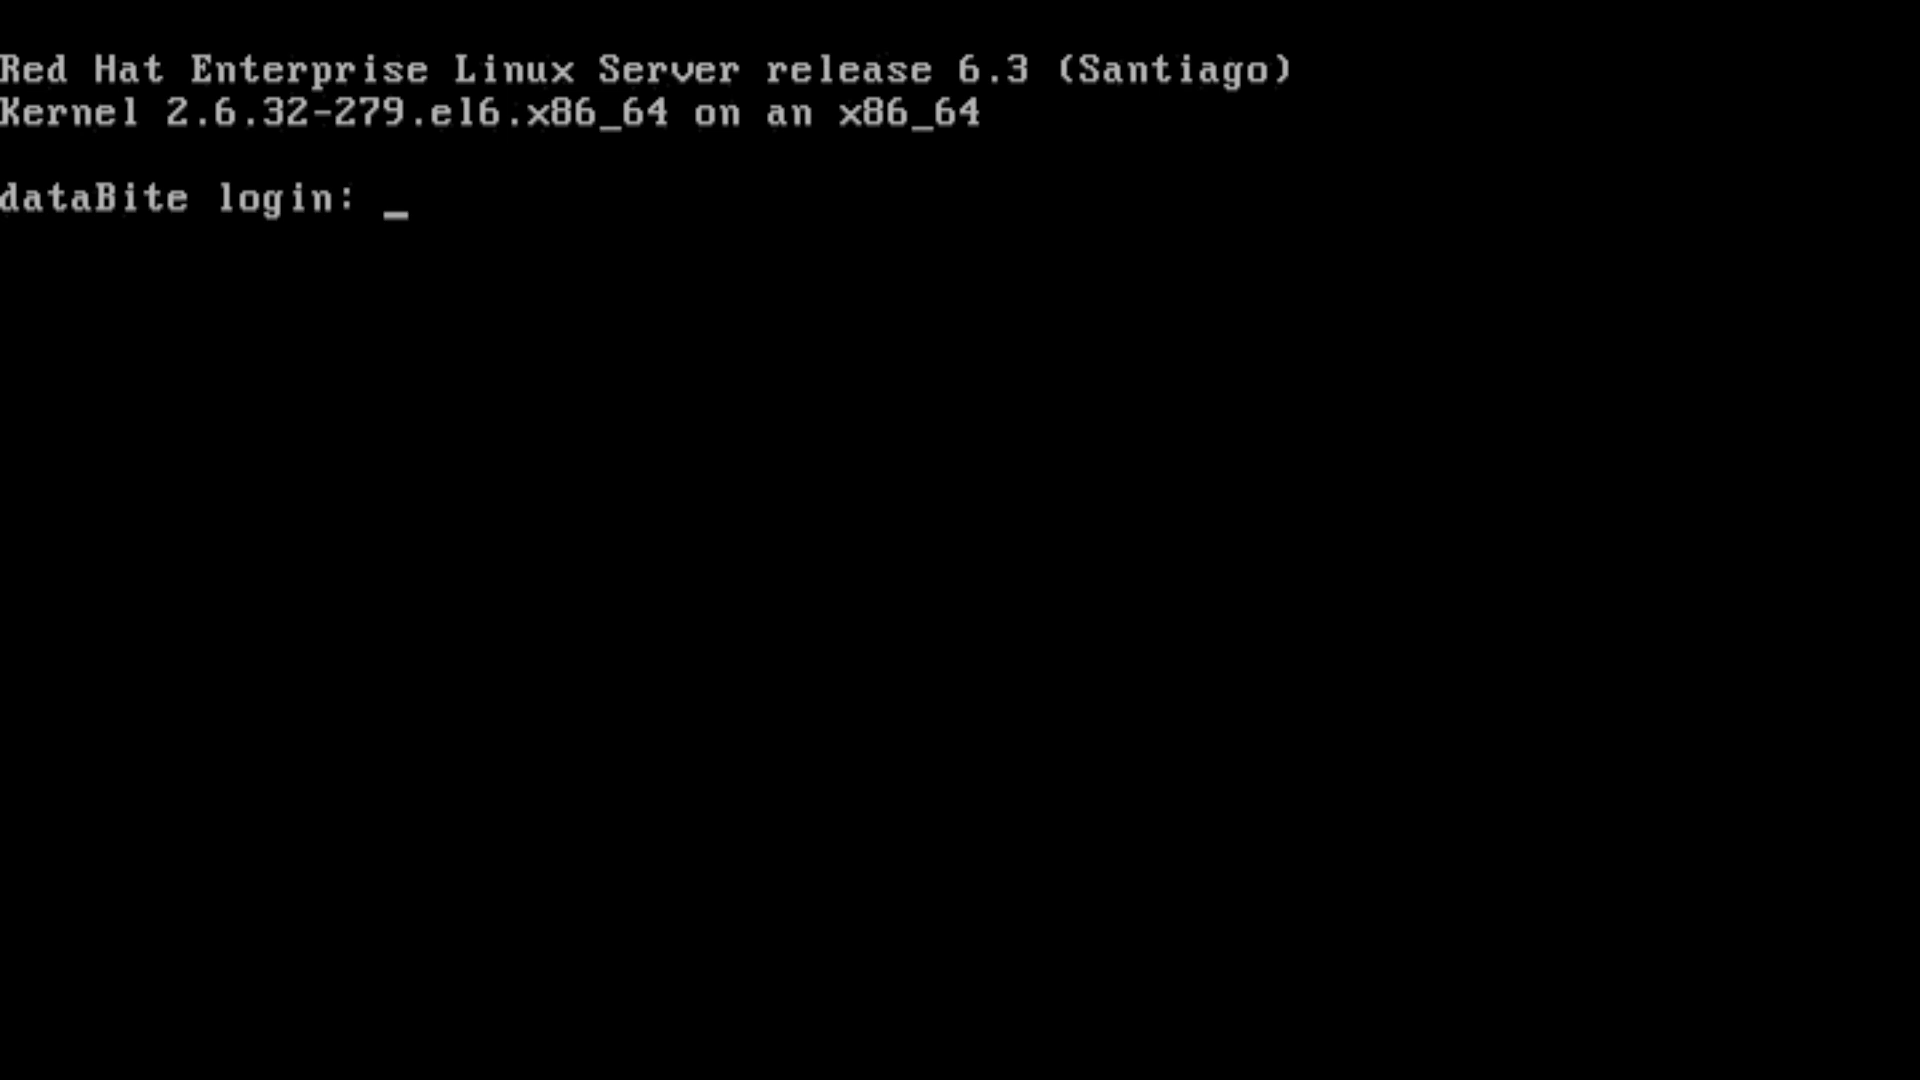 Red Hat Enterprise Linux Server release 6.3 (Santiago)
Kernel 2.6.32-279.el6.x86_64 on an x86_64
dataBite login: _